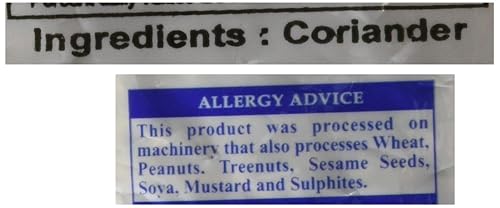 Ingredients : Coriander
ALLERGY ADVICE
This product was processed on
machinery that also processes Wheat,
Peanuts. Treenuts, Sesame Seeds,
Soya, Mustard and Sulphites.